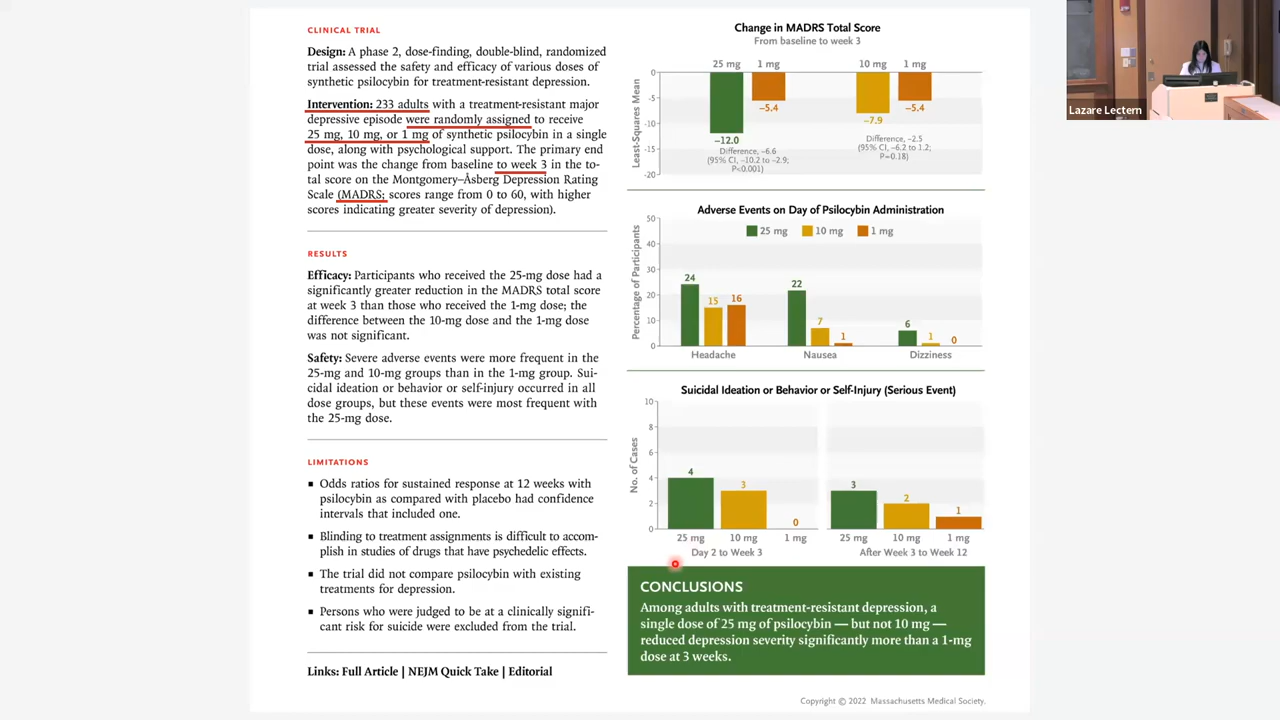 CLINICAL TRIAL
Design: A phase 2, dose-finding, double-blind, randomized
trial assessed the safety and efficacy of various doses of
synthetic psilocybin for treatment-resistant depression.
Intervention: 233 adults with a treatment-resistant major
depressive episode were randomly assigned to receive
25 mg, 10 mg, or 1 mg of synthetic psilocybin in a single
dose, along with psychological support. The primary end
point was the change from baseline to week 3 in the to-
tal score on the Montgomery–Åsberg Depression Rating
Scale (MADRS; scores range from 0 to 60, with higher
scores indicating greater severity of depression).
RESULTS
Efficacy: Participants who received the 25-mg dose had a
significantly greater reduction in the MADRS total score
at week 3 than those who received the 1-mg dose; the
difference between the 10-mg dose and the 1-mg dose
was not significant.
Safety: Severe adverse events were more frequent in the
25-mg and 10-mg groups than in the 1-mg group. Sui-
cidal ideation or behavior or self-injury occurred in all
dose groups, but these events were most frequent with
the 25-mg dose.
LIMITATIONS
▪ Odds ratios for sustained response at 12 weeks with
psilocybin as compared with placebo had confidence
intervals that included one.
▪ Blinding to treatment assignments is difficult to accom-
plish in studies of drugs that have psychedelic effects.
▪ The trial did not compare psilocybin with existing
treatments for depression.
▪ Persons who were judged to be at a clinically signifi-
cant risk for suicide were excluded from the trial.
Links: Full Article | NEJM Quick Take | Editorial
Change in MADRS Total Score
From baseline to week 3
25 mg 1 mg 10 mg 1 mg
Least-Squares Mean
0
-5
-10
-15
-20
−12.0
−5.4
−7.9
−5.4
Difference, −6.6
(95% CI, −10.2 to −2.9;
P<0.001)
Difference, −2.5
(95% CI, −6.2 to 1.2;
P=0.18)
Adverse Events on Day of Psilocybin Administration
25 mg 10 mg 1 mg
Percentage of Participants
50
40
30
20
10
0
24 15 16
22 7 1
6 1 0
Headache Nausea Dizziness
Suicidal Ideation or Behavior or Self-Injury (Serious Event)
No. of Cases
10
8
6
4
2
0
4 3 0
3 2 1
25 mg 10 mg 1 mg 25 mg 10 mg 1 mg
Day 2 to Week 3 After Week 3 to Week 12
CONCLUSIONS
Among adults with treatment-resistant depression, a
single dose of 25 mg of psilocybin — but not 10 mg —
reduced depression severity significantly more than a 1-mg
dose at 3 weeks.
Copyright © 2022 Massachusetts Medical Society.
Lazare Lectern